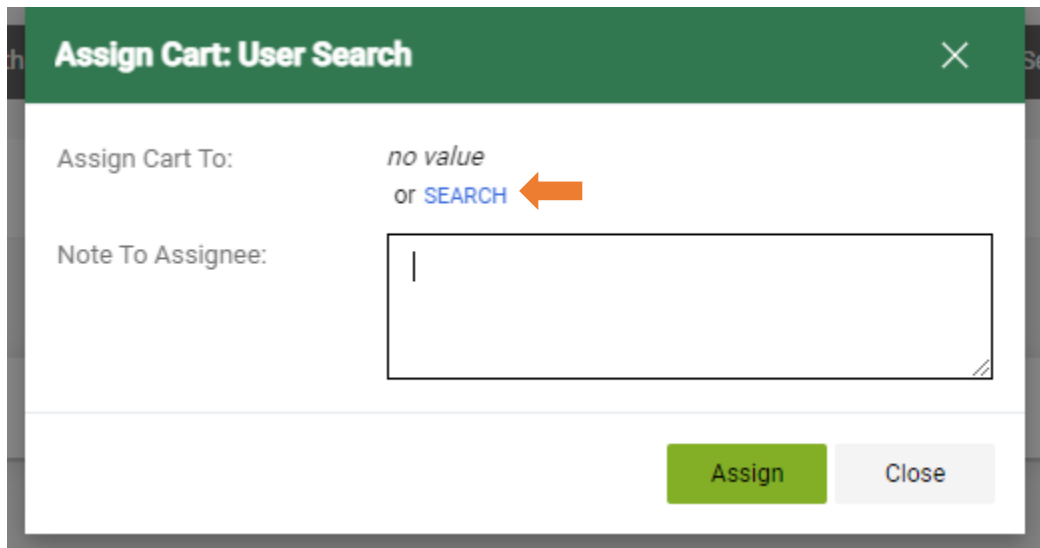 Assign Cart: User Search
Assign Cart To:
no value
or SEARCH
Note To Assignee:
Assign
Close